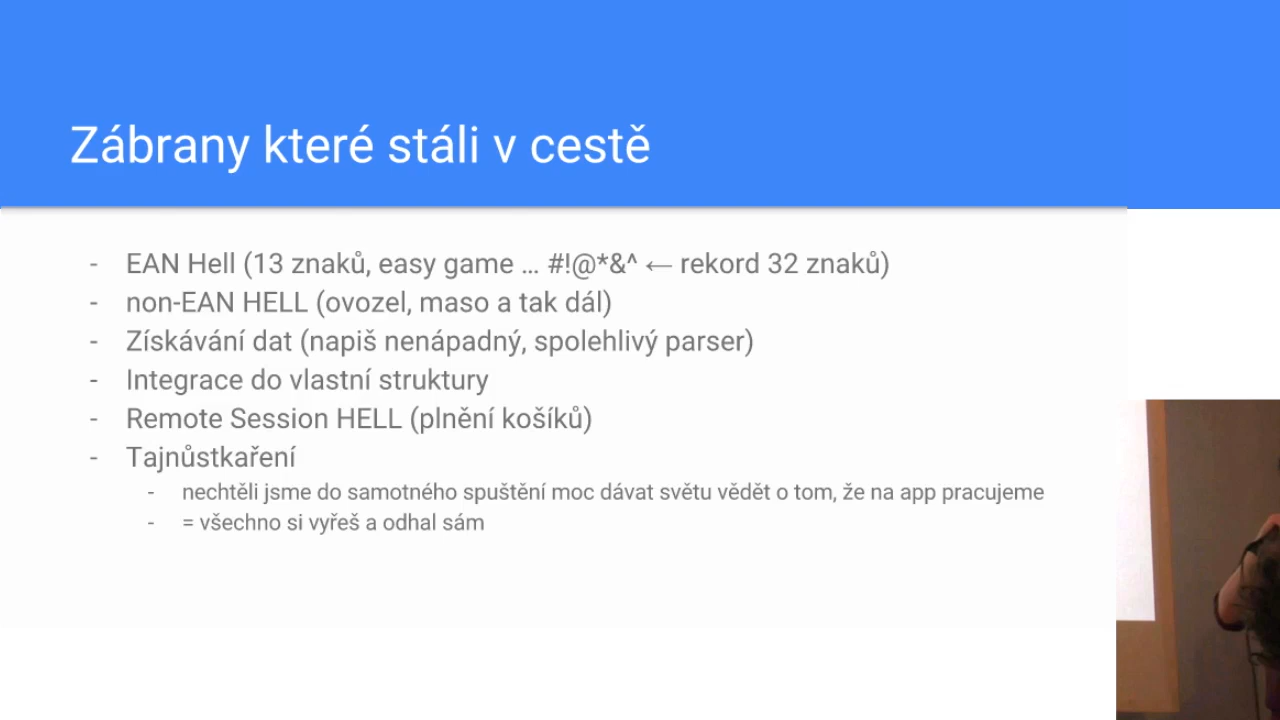 Zábrany které stáli v cestě
- EAN Hell (13 znaků, easy game ... #!@*&^ ← rekord 32 znaků)
- non-EAN HELL (ovozel, maso a tak dál)
- Získávání dat (napiš nenápadný, spolehlivý parser)
- Integrace do vlastní struktury
- Remote Session HELL (plnění košíků)
- Tajnůstkaření
- nechtěli jsme do samotného spuštění moc dávat světu vědět o tom, že na app pracujeme
- = všechno si vyřeš a odhal sám